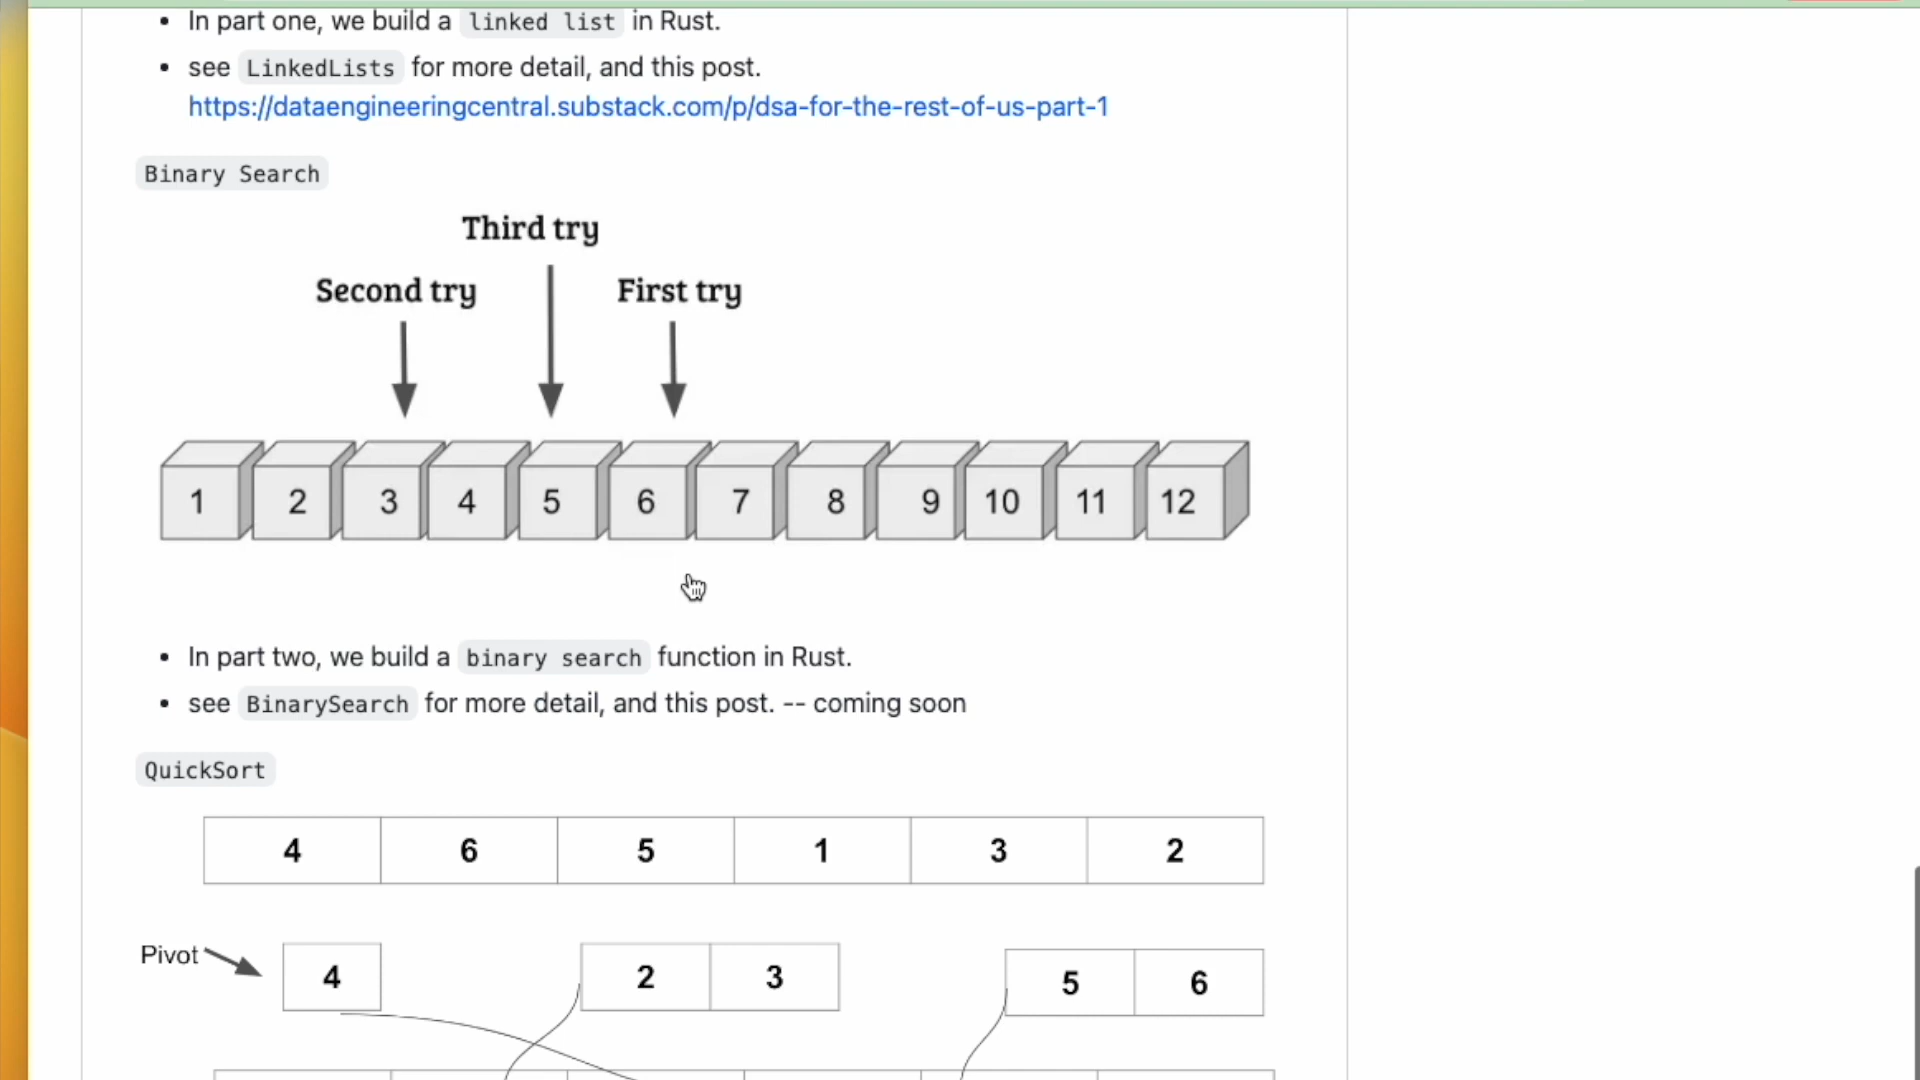 In part one, we build a linked list in Rust.
see LinkedLists for more detail, and this post.
https://dataengineeringcentral.substack.com/p/dsa-for-the-rest-of-us-part-1
Binary Search
Third try
Second try First try
1 2 3 4 5 6 7 8 9 10 11 12
In part two, we build a binary search function in Rust.
see BinarySearch for more detail, and this post. -- coming soon
QuickSort
4 6 5 1 3 2
Pivot 4 2 3 5 6